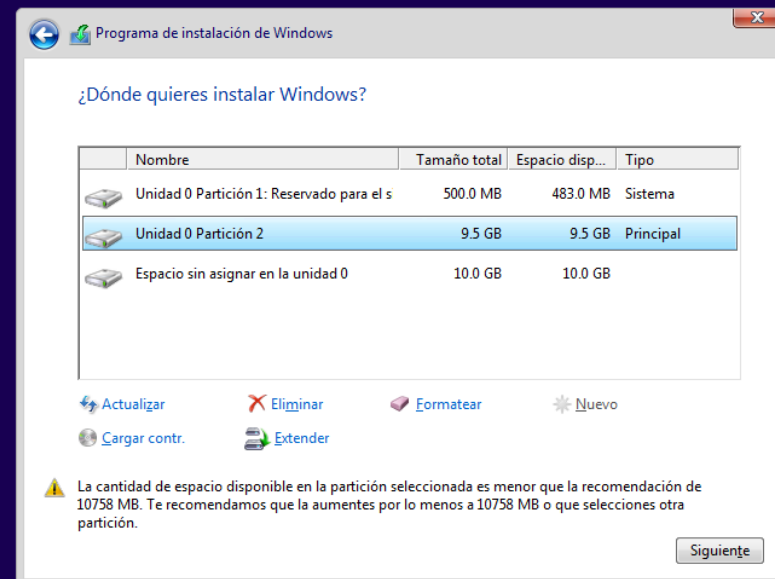 Programa de instalación de Windows
¿Dónde quieres instalar Windows?
Nombre Tamaño total Espacio disp... Tipo
Unidad 0 Partición 1: Reservado para el s 500.0 MB 483.0 MB Sistema
Unidad 0 Partición 2 9.5 GB 9.5 GB Principal
Espacio sin asignar en la unidad 0 10.0 GB 10.0 GB
Actualizar Eliminar Formatear Nuevo
Cargar contr. Extender
La cantidad de espacio disponible en la partición seleccionada es menor que la recomendación de
10758 MB. Te recomendamos que la aumentes por lo menos a 10758 MB o que selecciones otra
partición.
Siguiente